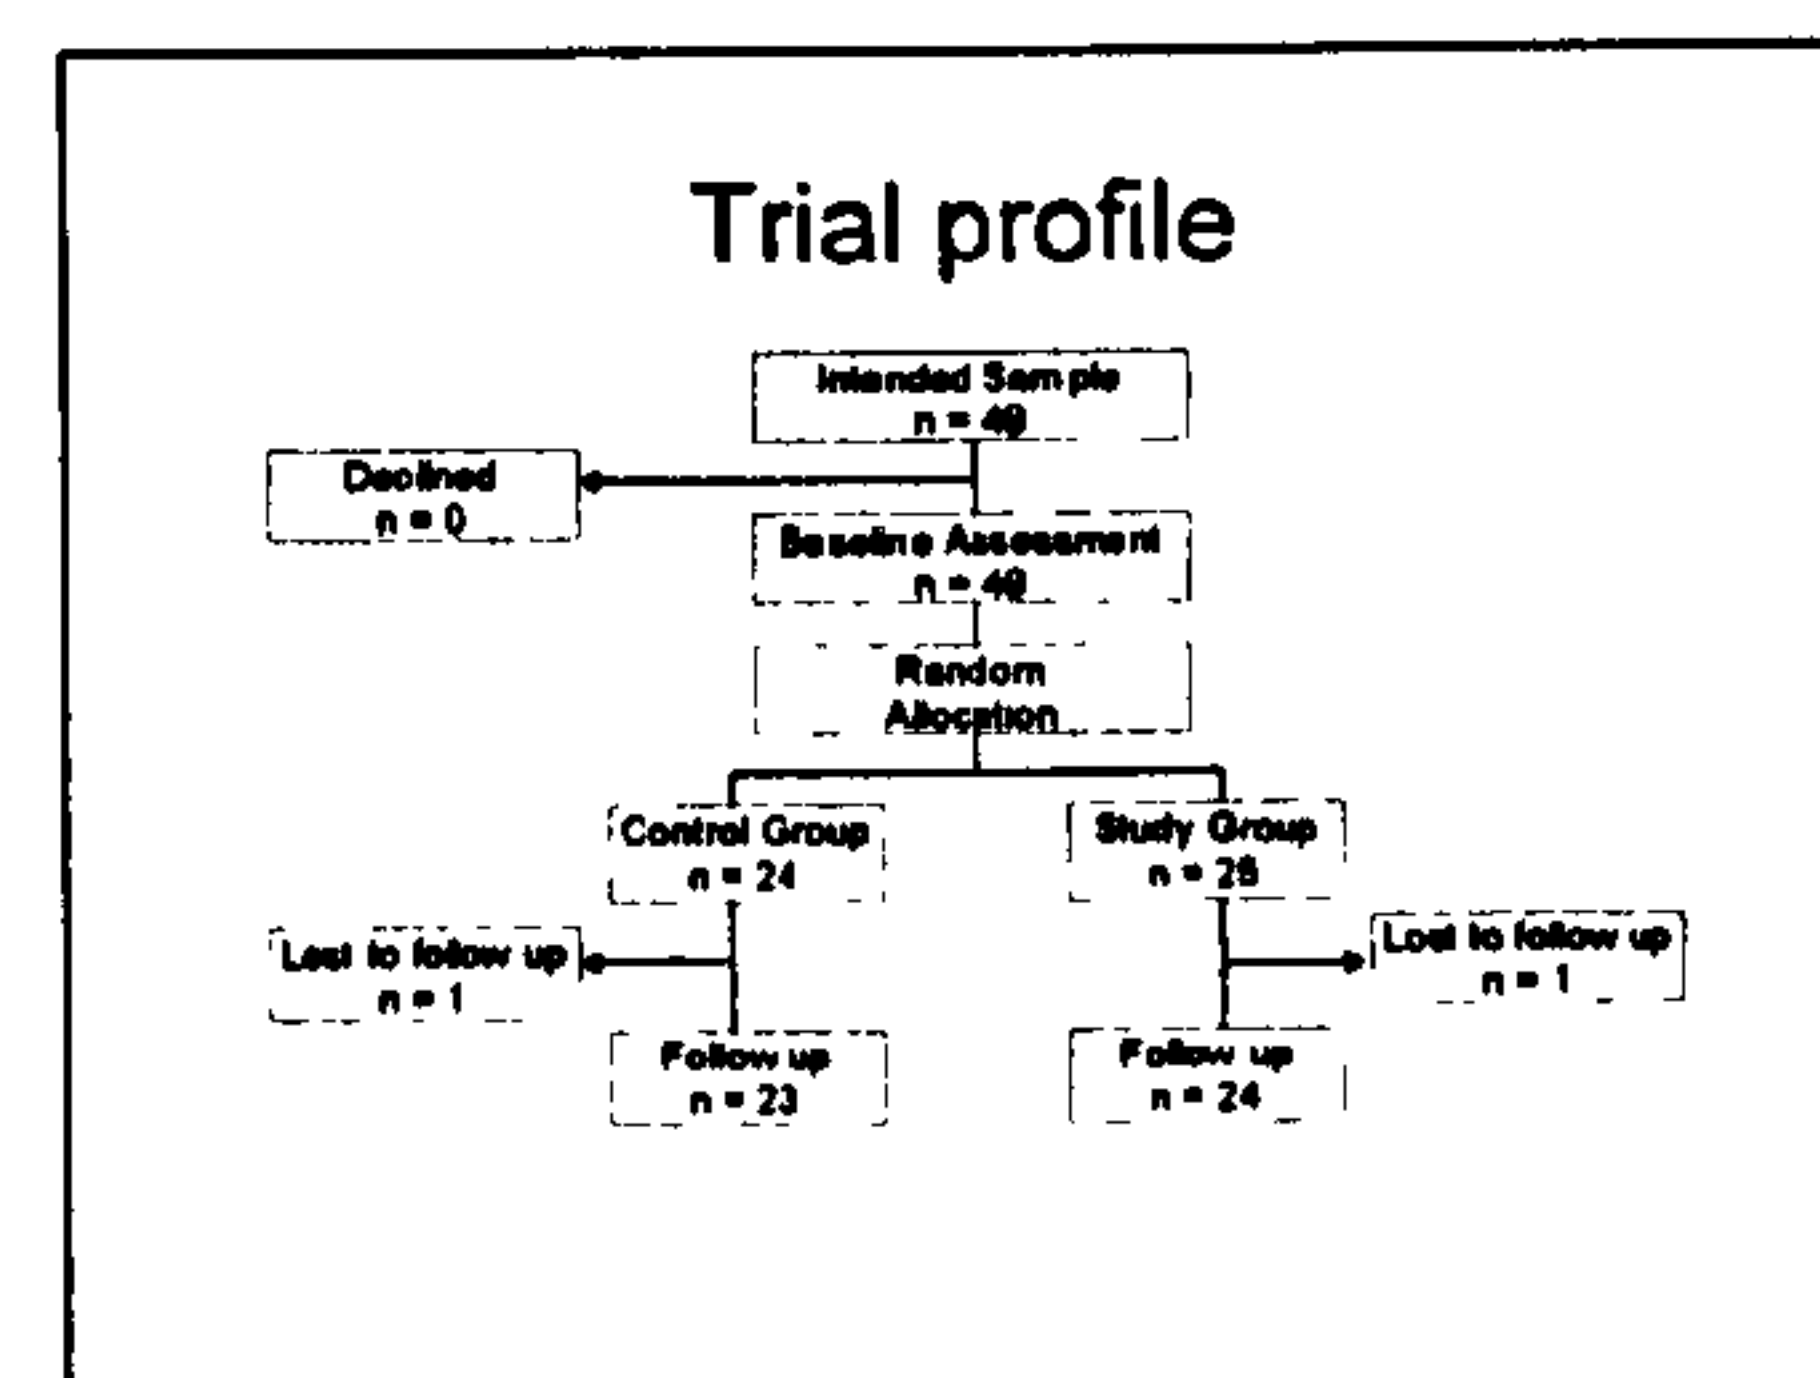 Trial profile
Intended Sample
n = 49
Declined
n = 0
Baseline Assessment
n = 49
Random
Allocation
Control Group
n = 24
Study Group
n = 25
Lost to follow up
n = 1
Lost to follow up
n = 1
Follow up
n = 23
Follow up
n = 24